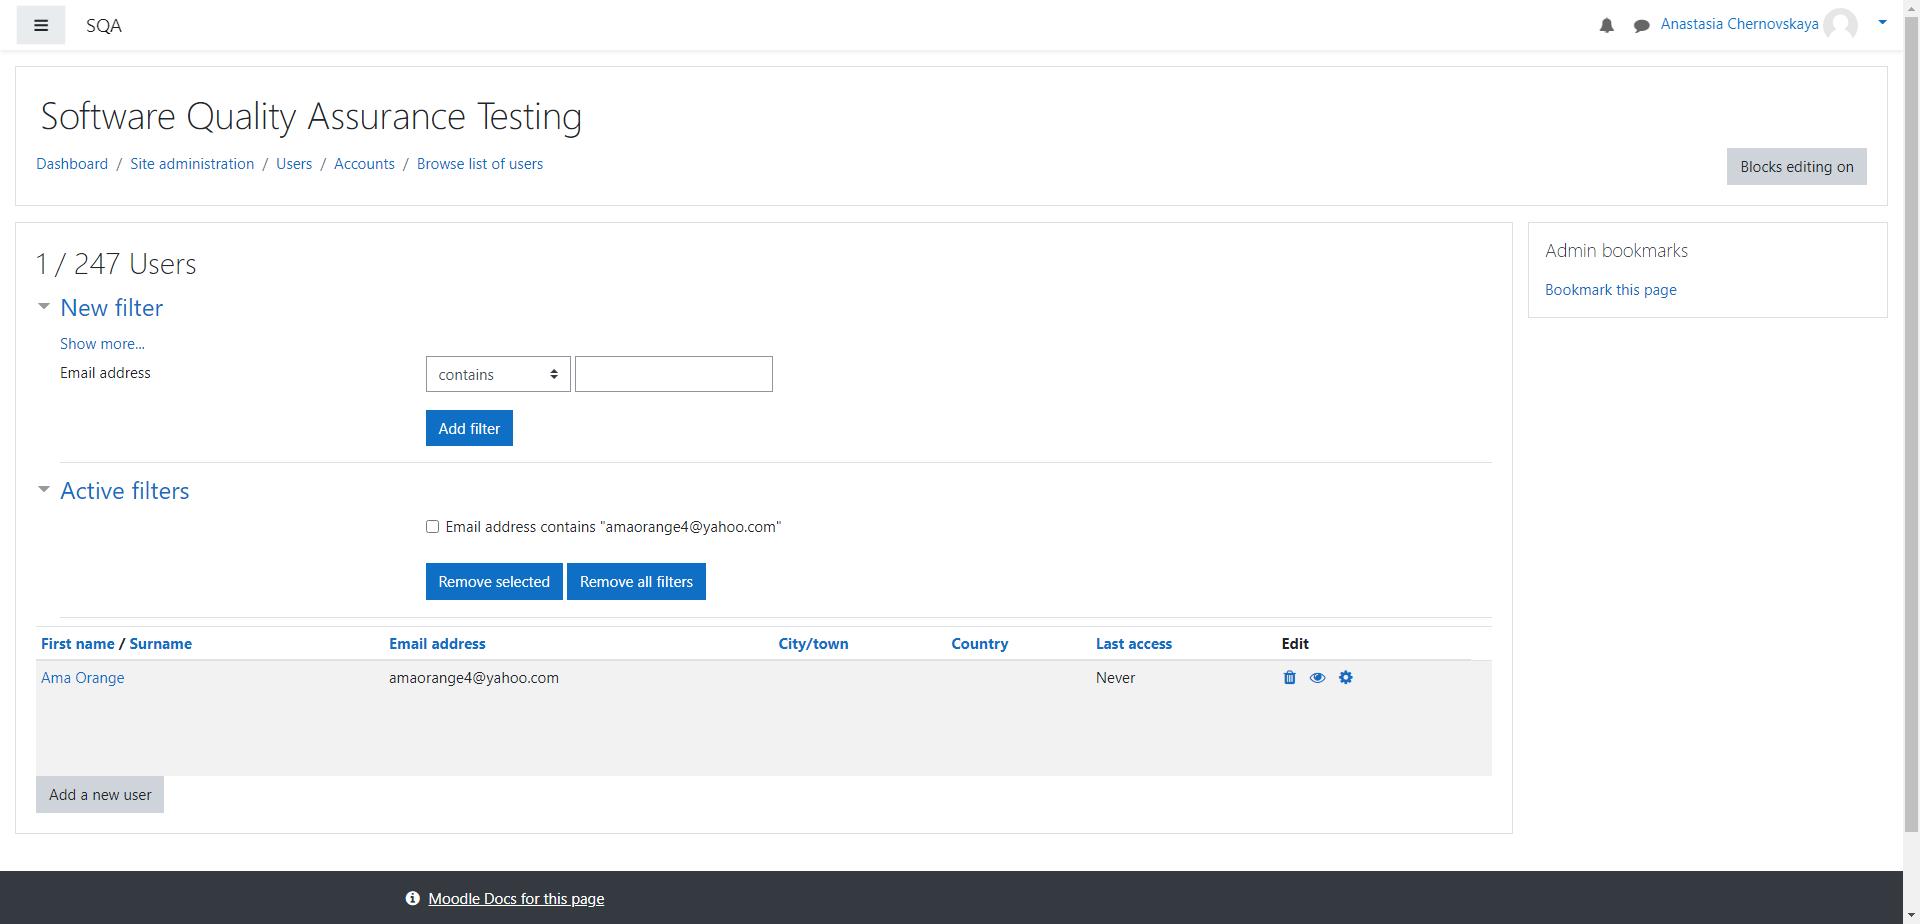 SQA
Anastasia Chernovskaya
Software Quality Assurance Testing
Dashboard / Site administration / Users / Accounts / Browse list of users
Blocks editing on
1 / 247 Users
New filter
Show more...
Email address
contains
Add filter
Active filters
Email address contains "amaorange4@yahoo.com"
Remove selected
Remove all filters
First name / Surname Email address City/town Country Last access Edit
Ama Orange amaorange4@yahoo.com Never
Add a new user
Admin bookmarks
Bookmark this page
Moodle Docs for this page